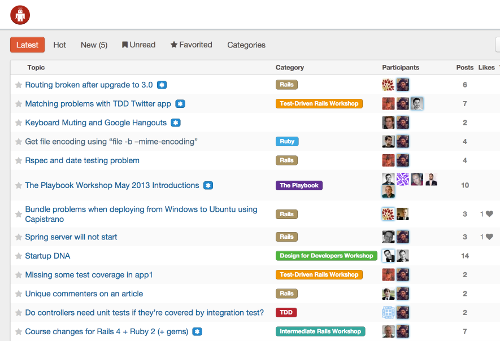 Latest Hot New (5) Unread Favorited Categories
Topic Category Participants Posts Likes
Routing broken after upgrade to 3.0 Rails 6
Matching problems with TDD Twitter app Test-Driven Rails Workshop 7
Keyboard Muting and Google Hangouts 2
Get file encoding using "file -b --mime-encoding" Ruby 4
Rspec and date testing problem Rails 4
The Playbook Workshop May 2013 Introductions The Playbook 10
Bundle problems when deploying from Windows to Ubuntu using Rails 3 1
Capistrano
Spring server will not start Rails 3 1
Startup DNA Design for Developers Workshop 14
Missing some test coverage in app1 Test-Driven Rails Workshop 2
Unique commenters on an article Rails 2
Do controllers need unit tests if they're covered by integration test? TDD 2
Course changes for Rails 4 + Ruby 2 (+ gems) Intermediate Rails Workshop 7